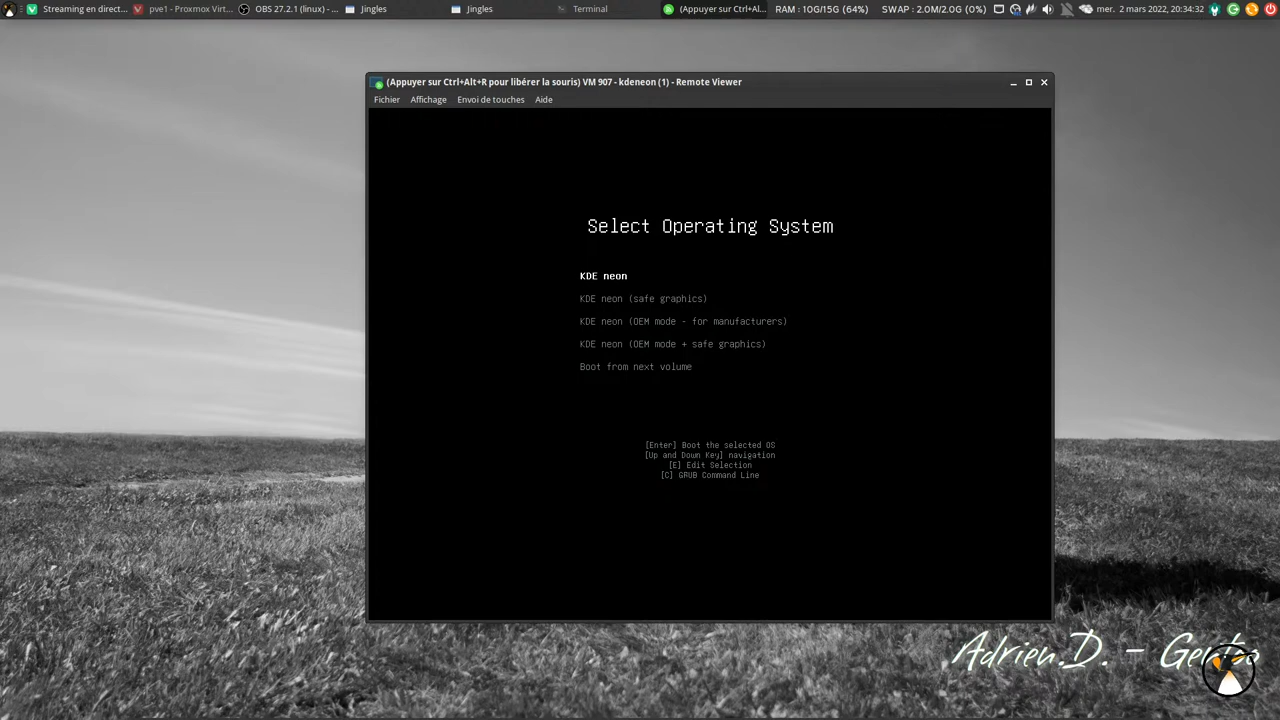 Streaming en direct...
pve1 - Proxmox Virt...
OBS 27.2.1 (linux) - ...
Jingles
Jingles
Terminal
(Appuyer sur Ctrl+Al...
RAM : 10G/15G (64%)
SWAP : 2.0M/2.0G (0%)
mer. 2 mars 2022, 20:34:32
(Appuyer sur Ctrl+Alt+R pour libérer la souris) VM 907 - kdeneon (1) - Remote Viewer
Fichier Affichage Envoi de touches Aide
Select Operating System
KDE neon
KDE neon (safe graphics)
KDE neon (OEM mode - for manufacturers)
KDE neon (OEM mode + safe graphics)
Boot from next volume
[Enter] Boot the selected OS
[Up and Down Key] navigation
[E] Edit Selection
[C] GRUB Command Line
Adrien.D. -